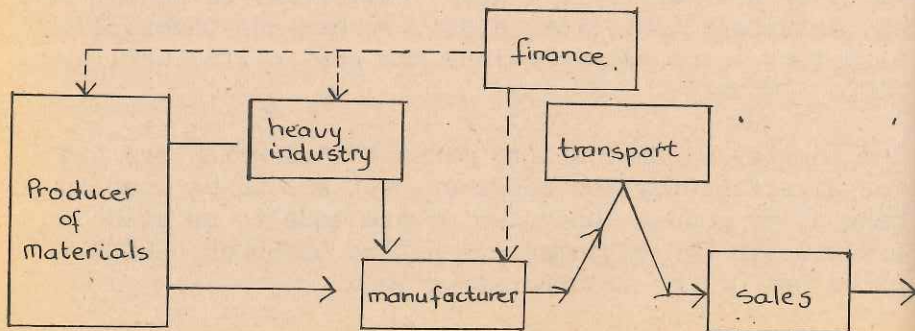 finance.
heavy
industry
transport
Producer
of
materials
manufacturer
sales